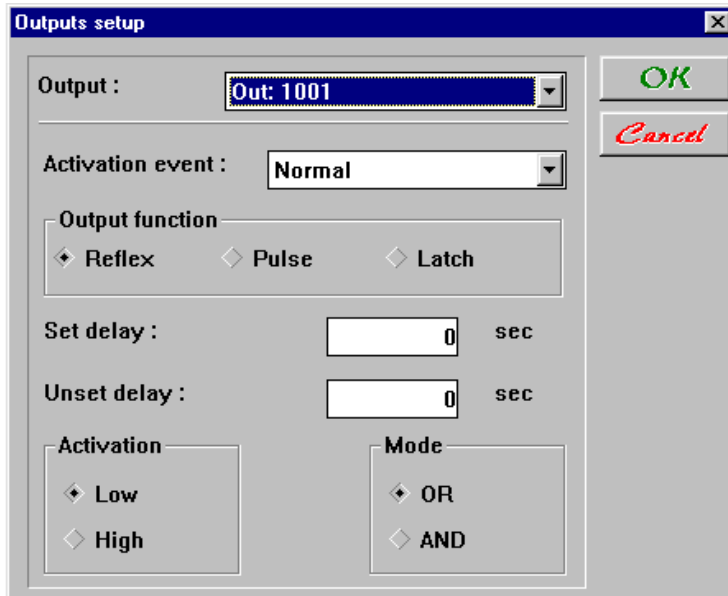 Outputs setup
Output :
Out: 1001
OK
Cancel
Activation event :
Normal
Output function
Reflex
Pulse
Latch
Set delay :
0
sec
Unset delay :
0
sec
Activation
Low
High
Mode
OR
AND